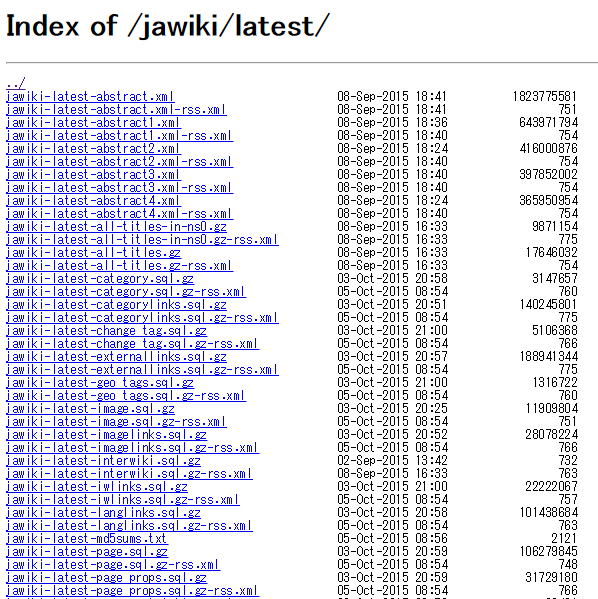 Index of /jawiki/latest/
../
jawiki-latest-abstract.xml 08-Sep-2015 18:41 1823775581
jawiki-latest-abstract.xml-rss.xml 08-Sep-2015 18:41 751
jawiki-latest-abstract1.xml 08-Sep-2015 18:36 643971794
jawiki-latest-abstract1.xml-rss.xml 08-Sep-2015 18:40 754
jawiki-latest-abstract2.xml 08-Sep-2015 18:24 416000876
jawiki-latest-abstract2.xml-rss.xml 08-Sep-2015 18:40 754
jawiki-latest-abstract3.xml 08-Sep-2015 18:40 397852002
jawiki-latest-abstract3.xml-rss.xml 08-Sep-2015 18:40 754
jawiki-latest-abstract4.xml 08-Sep-2015 18:24 365950954
jawiki-latest-abstract4.xml-rss.xml 08-Sep-2015 18:40 754
jawiki-latest-all-titles-in-ns0.gz 08-Sep-2015 16:33 9871154
jawiki-latest-all-titles-in-ns0.gz-rss.xml 08-Sep-2015 16:33 775
jawiki-latest-all-titles.gz 08-Sep-2015 16:33 17646032
jawiki-latest-all-titles.gz-rss.xml 08-Sep-2015 16:33 754
jawiki-latest-category.sql.gz 03-Oct-2015 20:58 3147657
jawiki-latest-category.sql.gz-rss.xml 05-Oct-2015 08:54 760
jawiki-latest-categorylinks.sql.gz 03-Oct-2015 20:51 140245801
jawiki-latest-categorylinks.sql.gz-rss.xml 05-Oct-2015 08:54 775
jawiki-latest-change_tag.sql.gz 03-Oct-2015 21:00 5106368
jawiki-latest-change_tag.sql.gz-rss.xml 05-Oct-2015 08:54 766
jawiki-latest-externallinks.sql.gz 03-Oct-2015 20:57 188941344
jawiki-latest-externallinks.sql.gz-rss.xml 05-Oct-2015 08:54 775
jawiki-latest-geo_tags.sql.gz 03-Oct-2015 21:00 1316722
jawiki-latest-geo_tags.sql.gz-rss.xml 05-Oct-2015 08:54 760
jawiki-latest-image.sql.gz 03-Oct-2015 20:25 11909804
jawiki-latest-image.sql.gz-rss.xml 05-Oct-2015 08:54 751
jawiki-latest-imagelinks.sql.gz 03-Oct-2015 20:52 28078224
jawiki-latest-imagelinks.sql.gz-rss.xml 05-Oct-2015 08:54 766
jawiki-latest-interwiki.sql.gz 02-Sep-2015 13:42 732
jawiki-latest-interwiki.sql.gz-rss.xml 08-Sep-2015 16:33 763
jawiki-latest-iwlinks.sql.gz 03-Oct-2015 21:00 22222067
jawiki-latest-iwlinks.sql.gz-rss.xml 05-Oct-2015 08:54 757
jawiki-latest-langlinks.sql.gz 03-Oct-2015 20:58 101438684
jawiki-latest-langlinks.sql.gz-rss.xml 05-Oct-2015 08:54 763
jawiki-latest-md5sums.txt 05-Oct-2015 08:56 2121
jawiki-latest-page.sql.gz 03-Oct-2015 20:59 106279845
jawiki-latest-page.sql.gz-rss.xml 05-Oct-2015 08:54 748
jawiki-latest-page_props.sql.gz 03-Oct-2015 20:59 31729180
jawiki-latest-page_props.sql.gz-rss.xml 05-Oct-2015 08:54 766